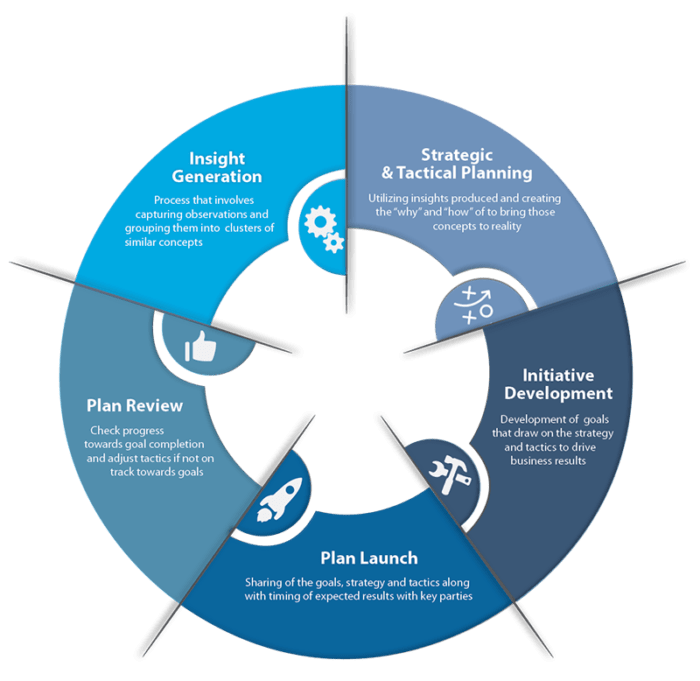 Insight
Generation
Process that involves
capturing observations and
grouping them into clusters of
similar concepts
Strategic
& Tactical Planning
Utilizing insights produced and creating
the “why” and “how” of to bring those
concepts to reality
Initiative
Development
Development of goals
that draw on the strategy
and tactics to drive
business results
Plan Launch
Sharing of the goals, strategy and tactics along
with timing of expected results with key parties
Plan Review
Check progress
towards goal completion
and adjust tactics if not on
track towards goals